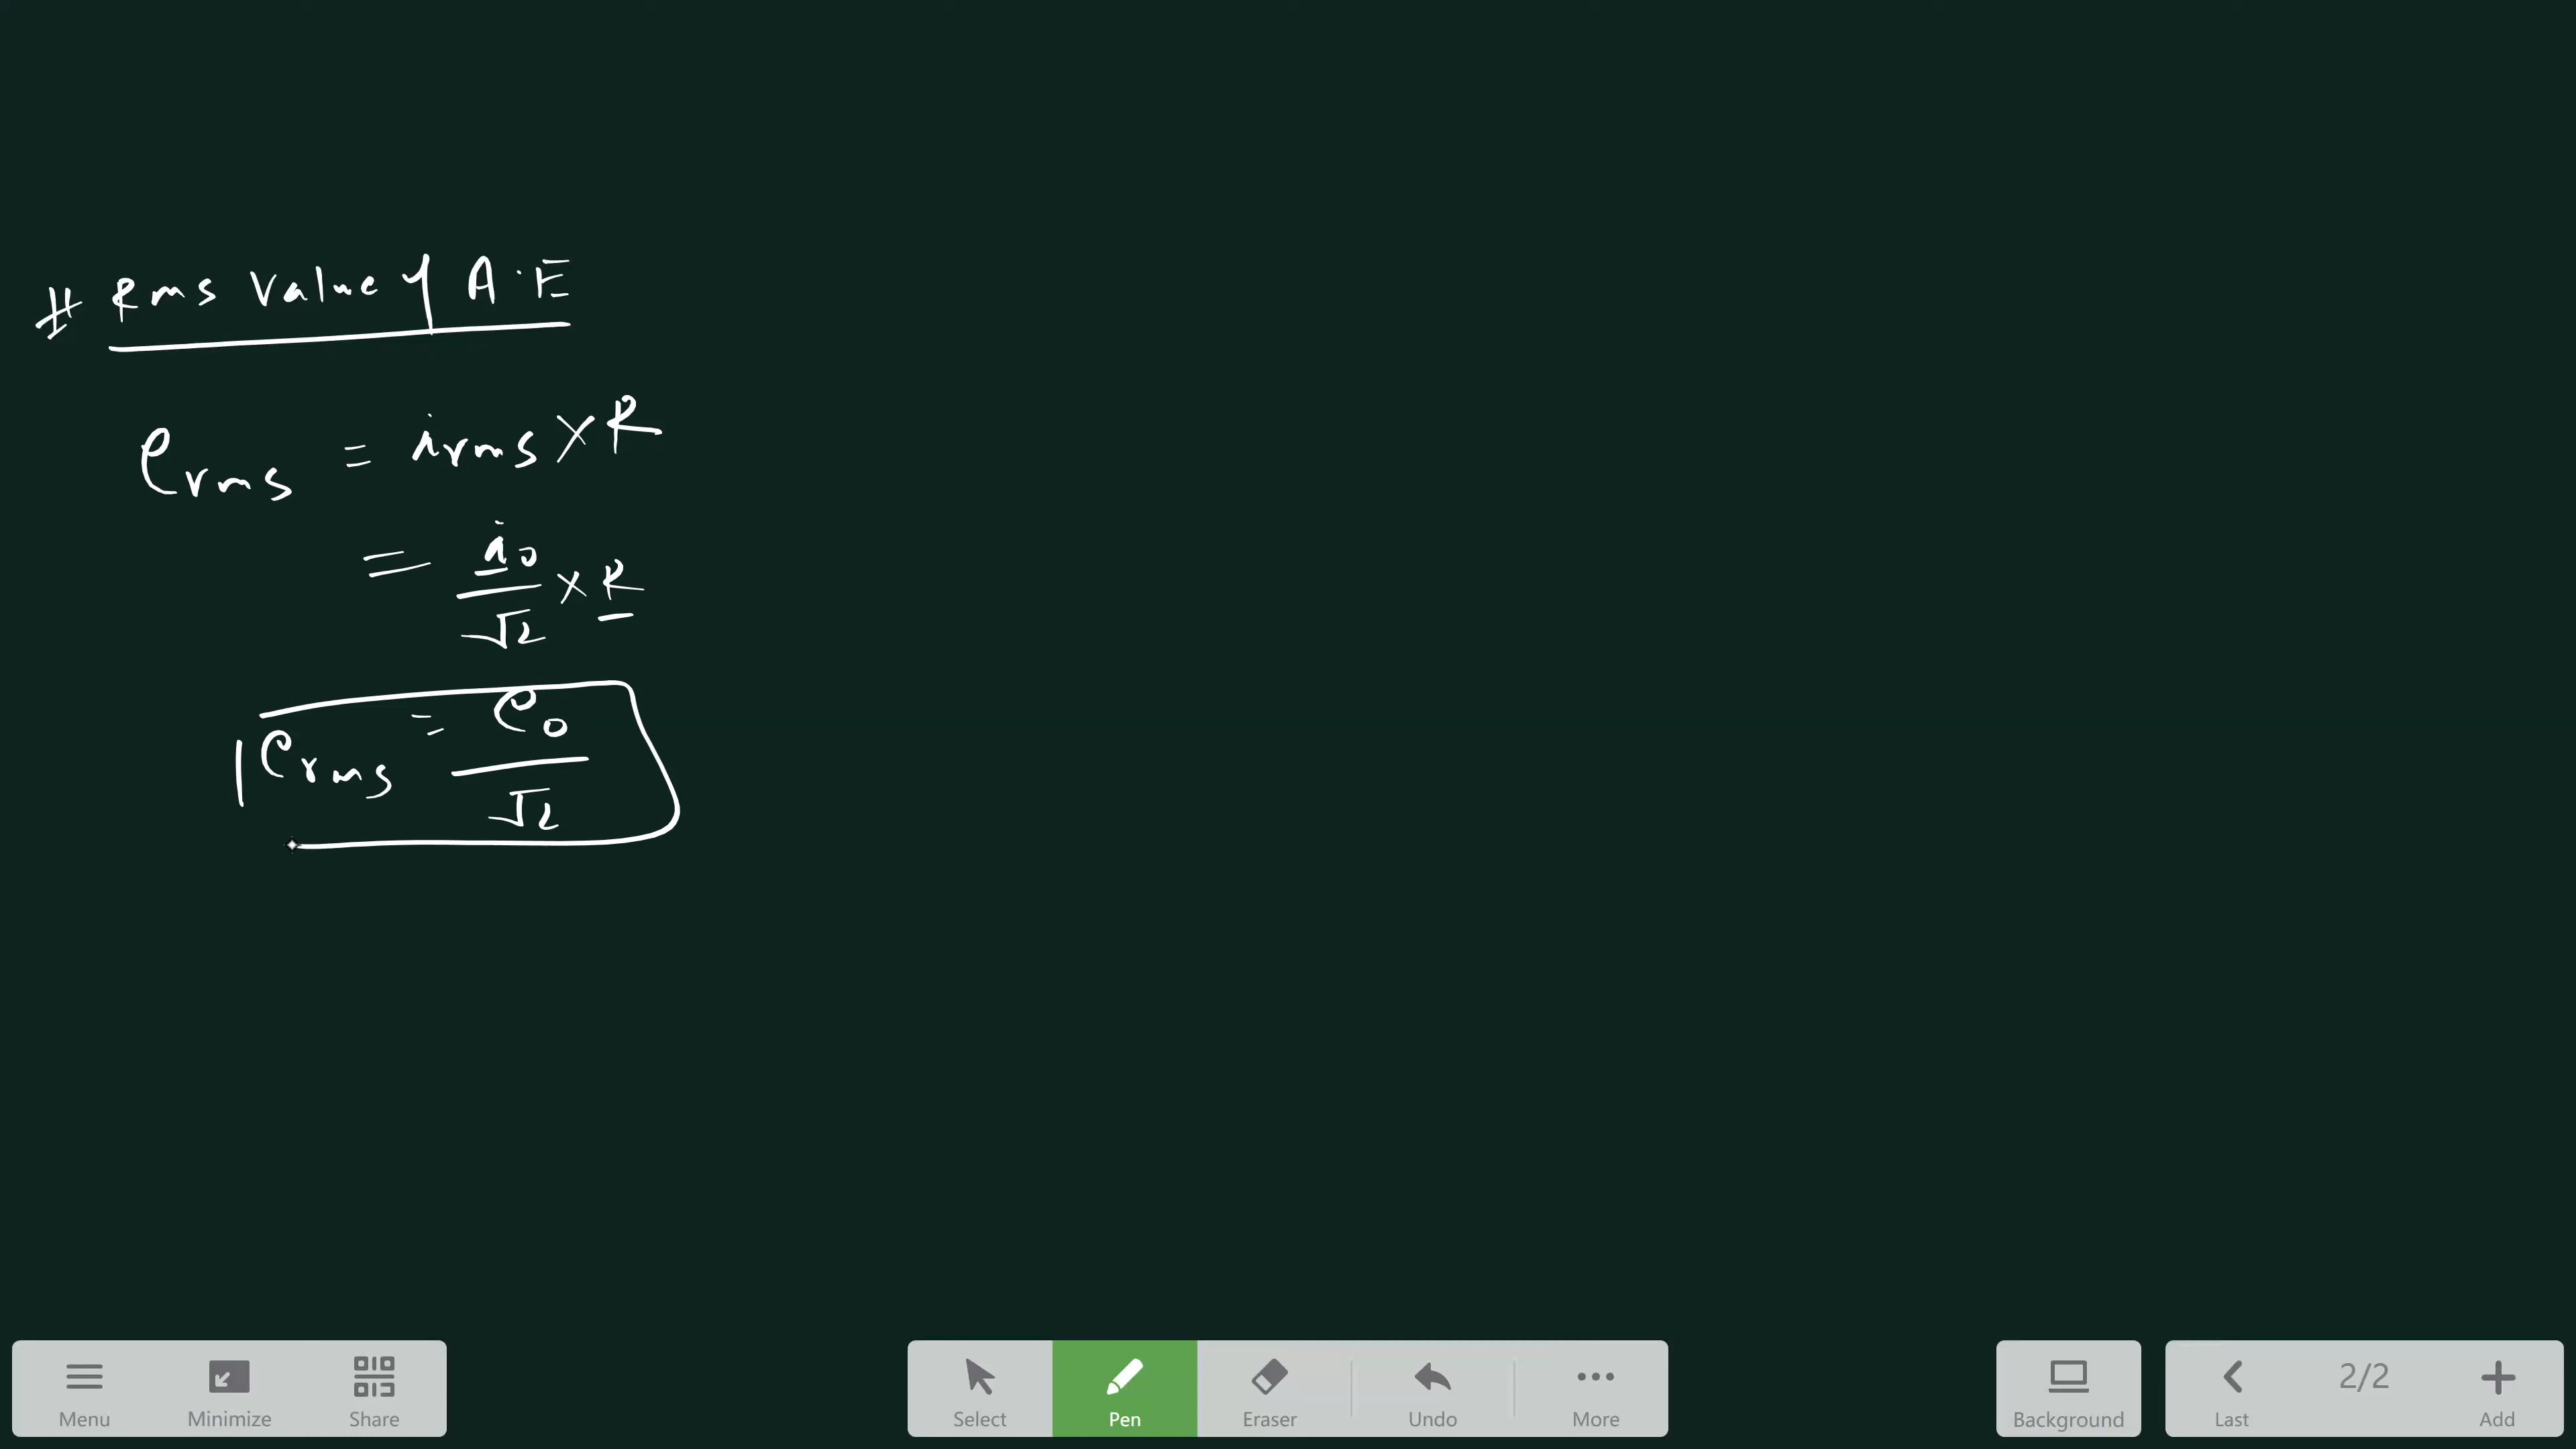 # Rms Value of A.E
erms = irms × R
= i0/√2 × R
erms = e0/√2
Menu Minimize Share Select Pen Eraser Undo More Background Last 2/2 Add